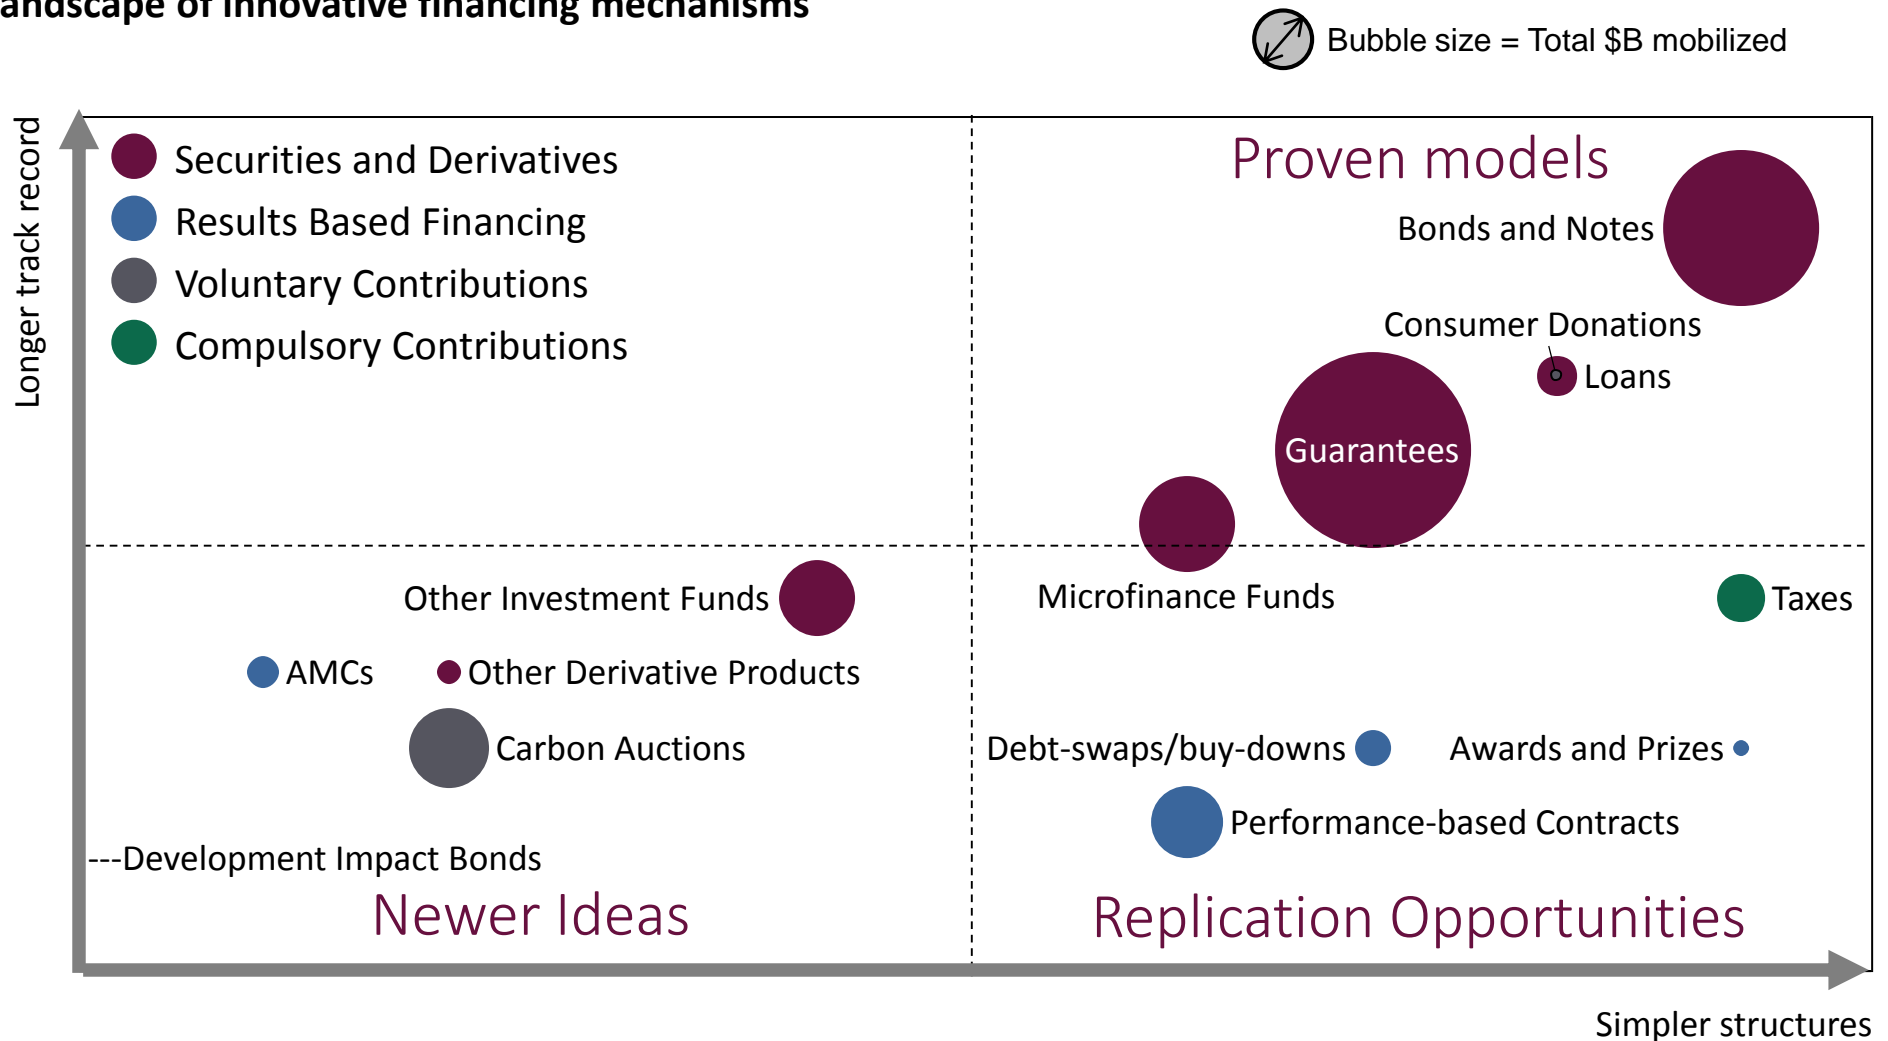 andscape of innovative financing mechanisms
Bubble size = Total $B mobilized
Longer track record
Securities and Derivatives
Results Based Financing
Voluntary Contributions
Compulsory Contributions
Proven models
Bonds and Notes
Consumer Donations
Loans
Guarantees
Other Investment Funds
Microfinance Funds
Taxes
AMCs
Other Derivative Products
Carbon Auctions
Debt-swaps/buy-downs
Awards and Prizes
Performance-based Contracts
---Development Impact Bonds
Newer Ideas
Replication Opportunities
Simpler structures